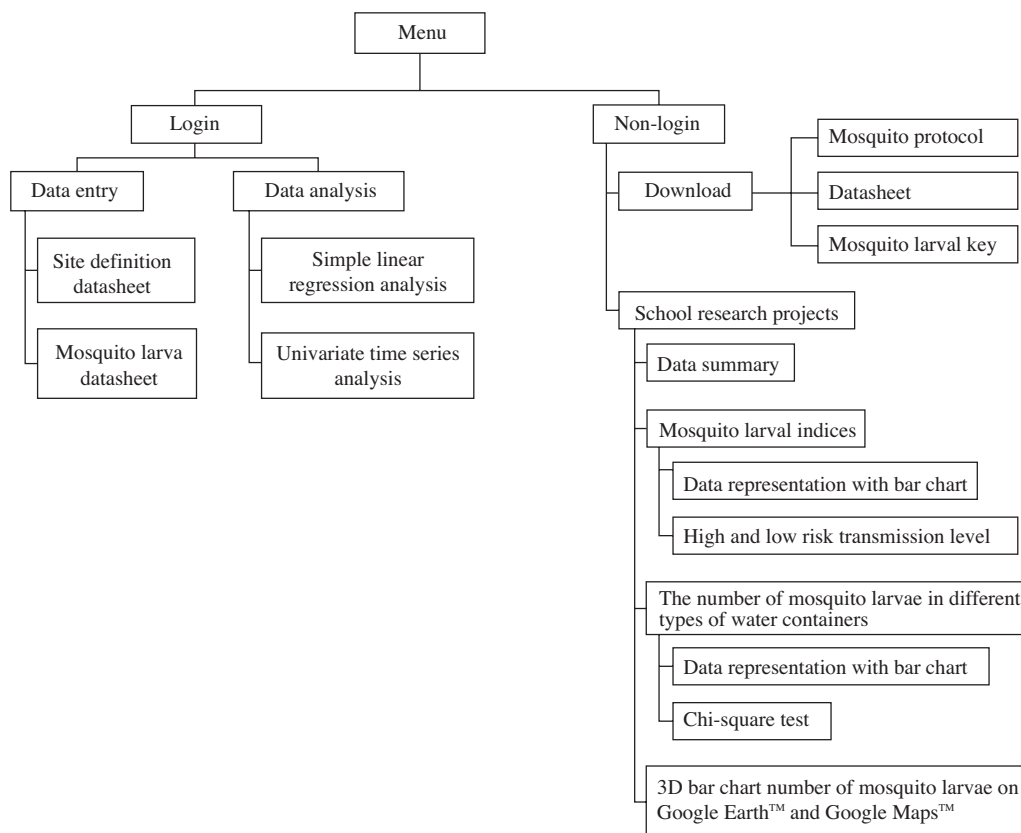 Menu
Login
Non-login
Data entry
Data analysis
Download
Mosquito protocol
Datasheet
Mosquito larval key
Site definition
datasheet
Mosquito larva
datasheet
Simple linear
regression analysis
Univariate time series
analysis
School research projects
Data summary
Mosquito larval indices
Data representation with bar chart
High and low risk transmission level
The number of mosquito larvae in different
types of water containers
Data representation with bar chart
Chi-square test
3D bar chart number of mosquito larvae on
Google Earth™ and Google Maps™